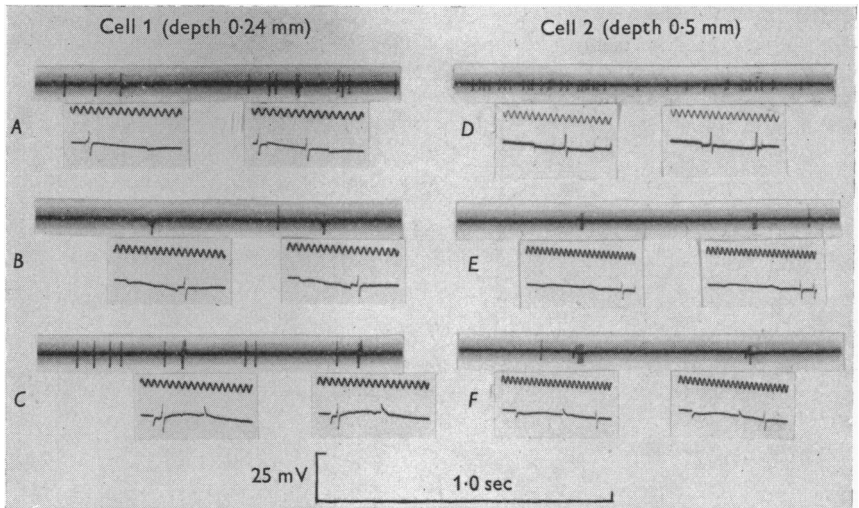 Cell 1 (depth 0·24 mm)
Cell 2 (depth 0·5 mm)
A
D
B
E
C
F
25 mV
1·0 sec